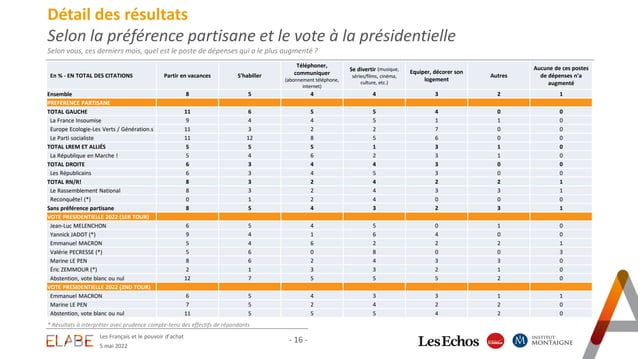 Détail des résultats
Selon la préférence partisane et le vote à la présidentielle
Selon vous, ces derniers mois, quel est le poste de dépenses qui a le plus augmenté ?
En % - EN TOTAL DES CITATIONS Partir en vacances S'habiller Téléphoner, communiquer (abonnement téléphone, internet) Se divertir (musique, séries/films, cinéma, culture, etc.) Equiper, décorer son logement Autres Aucune de ces postes de dépenses n'a augmenté
Ensemble 8 5 4 4 3 2 1
PREFERENCE PARTISANE
TOTAL GAUCHE 11 6 5 5 4 0 0
La France Insoumise 9 4 4 5 1 1 0
Europe Ecologie-Les Verts / Génération.s 11 3 2 2 7 0 0
Le Parti socialiste 11 12 8 5 6 0 0
TOTAL LREM ET ALLIÉS 5 5 5 1 3 1 0
La République en Marche ! 5 4 6 2 3 1 0
TOTAL DROITE 6 3 4 4 3 0 0
Les Républicains 6 3 4 5 3 0 0
TOTAL RN/R! 8 3 2 4 2 2 1
Le Rassemblement National 8 3 2 4 3 3 1
Reconquête! (*) 0 1 2 4 0 0 0
Sans préférence partisane 8 5 4 3 2 3 1
VOTE PRESIDENTIELLE 2022 (1ER TOUR)
Jean-Luc MELENCHON 6 5 4 5 0 1 0
Yannick JADOT (*) 9 4 1 6 4 0 0
Emmanuel MACRON 5 4 6 2 2 2 1
Valérie PECRESSE (*) 5 6 0 8 0 0 3
Marine LE PEN 8 6 2 4 3 3 0
Éric ZEMMOUR (*) 2 1 3 3 2 1 0
Abstention, vote blanc ou nul 12 7 5 5 5 2 0
VOTE PRESIDENTIELLE 2022 (2ND TOUR)
Emmanuel MACRON 6 5 4 3 3 1 1
Marine LE PEN 7 5 2 4 2 2 0
Abstention, vote blanc ou nul 11 5 5 5 4 2 0
* Résultats à interpréter avec prudence compte-tenu des effectifs de répondants
ELABE
Les Français et le pouvoir d'achat
5 mai 2022
- 16 -
Les Echos
INSTITUT MONTAIGNE